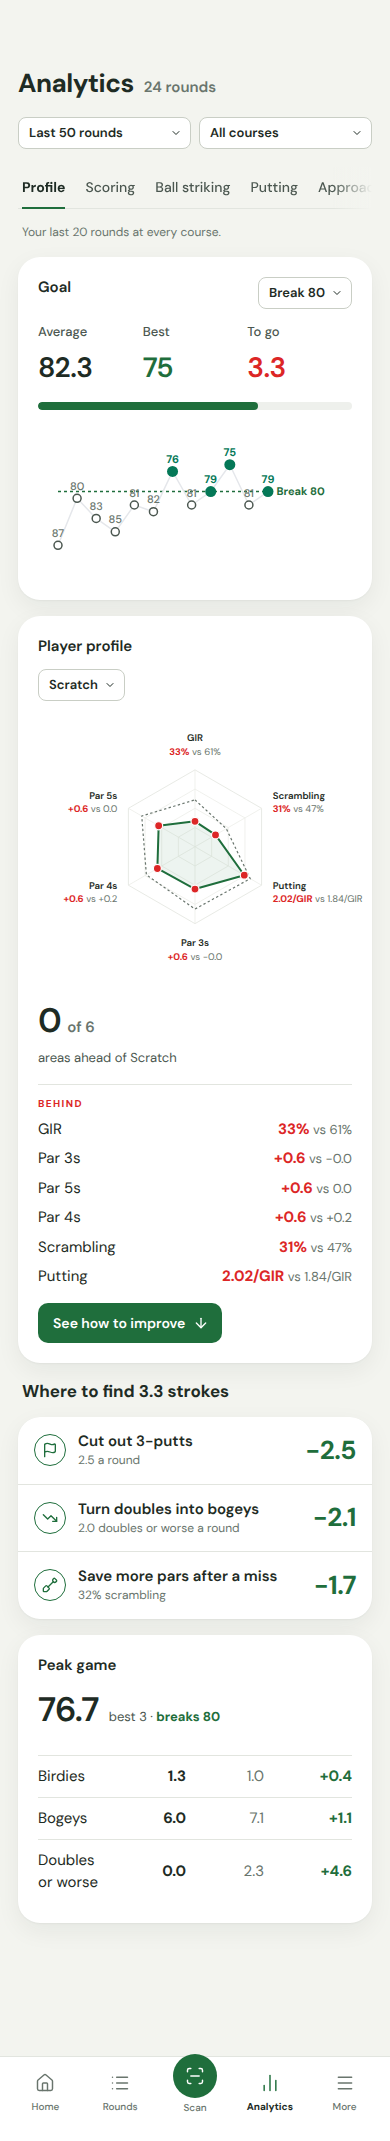 Analytics 24 rounds
Last 50 rounds All courses
Profile Scoring Ball striking Putting Approac
Your last 20 rounds at every course.
Goal Break 80
Average Best To go
82.3 75 3.3
75
76
79 79
80 81 82 81 81 Break 80
83 85
87
Player profile
Scratch
GIR
33% vs 61%
Par 5s Scrambling
+0.6 vs 0.0 31% vs 47%
Par 4s Putting
+0.6 vs +0.2 2.02/GIR vs 1.84/GIR
Par 3s
+0.6 vs -0.0
0 of 6
areas ahead of Scratch
BEHIND
GIR 33% vs 61%
Par 3s +0.6 vs -0.0
Par 5s +0.6 vs 0.0
Par 4s +0.6 vs +0.2
Scrambling 31% vs 47%
Putting 2.02/GIR vs 1.84/GIR
See how to improve ↓
Where to find 3.3 strokes
Cut out 3-putts −2.5
2.5 a round
Turn doubles into bogeys −2.1
2.0 doubles or worse a round
Save more pars after a miss −1.7
32% scrambling
Peak game
76.7 best 3 · breaks 80
Birdies 1.3 1.0 +0.4
Bogeys 6.0 7.1 +1.1
Doubles
or worse 0.0 2.3 +4.6
Home Rounds Scan Analytics More